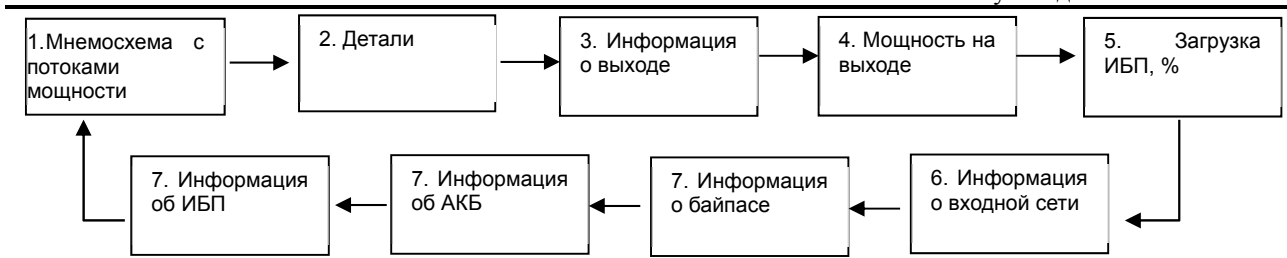 1.Мнемосхема с
потоками
мощности
2. Детали
3. Информация
о выходе
4. Мощность на
выходе
5. Загрузка
ИБП, %
7. Информация
об ИБП
7. Информация
об АКБ
7. Информация
о байпасе
6. Информация
о входной сети